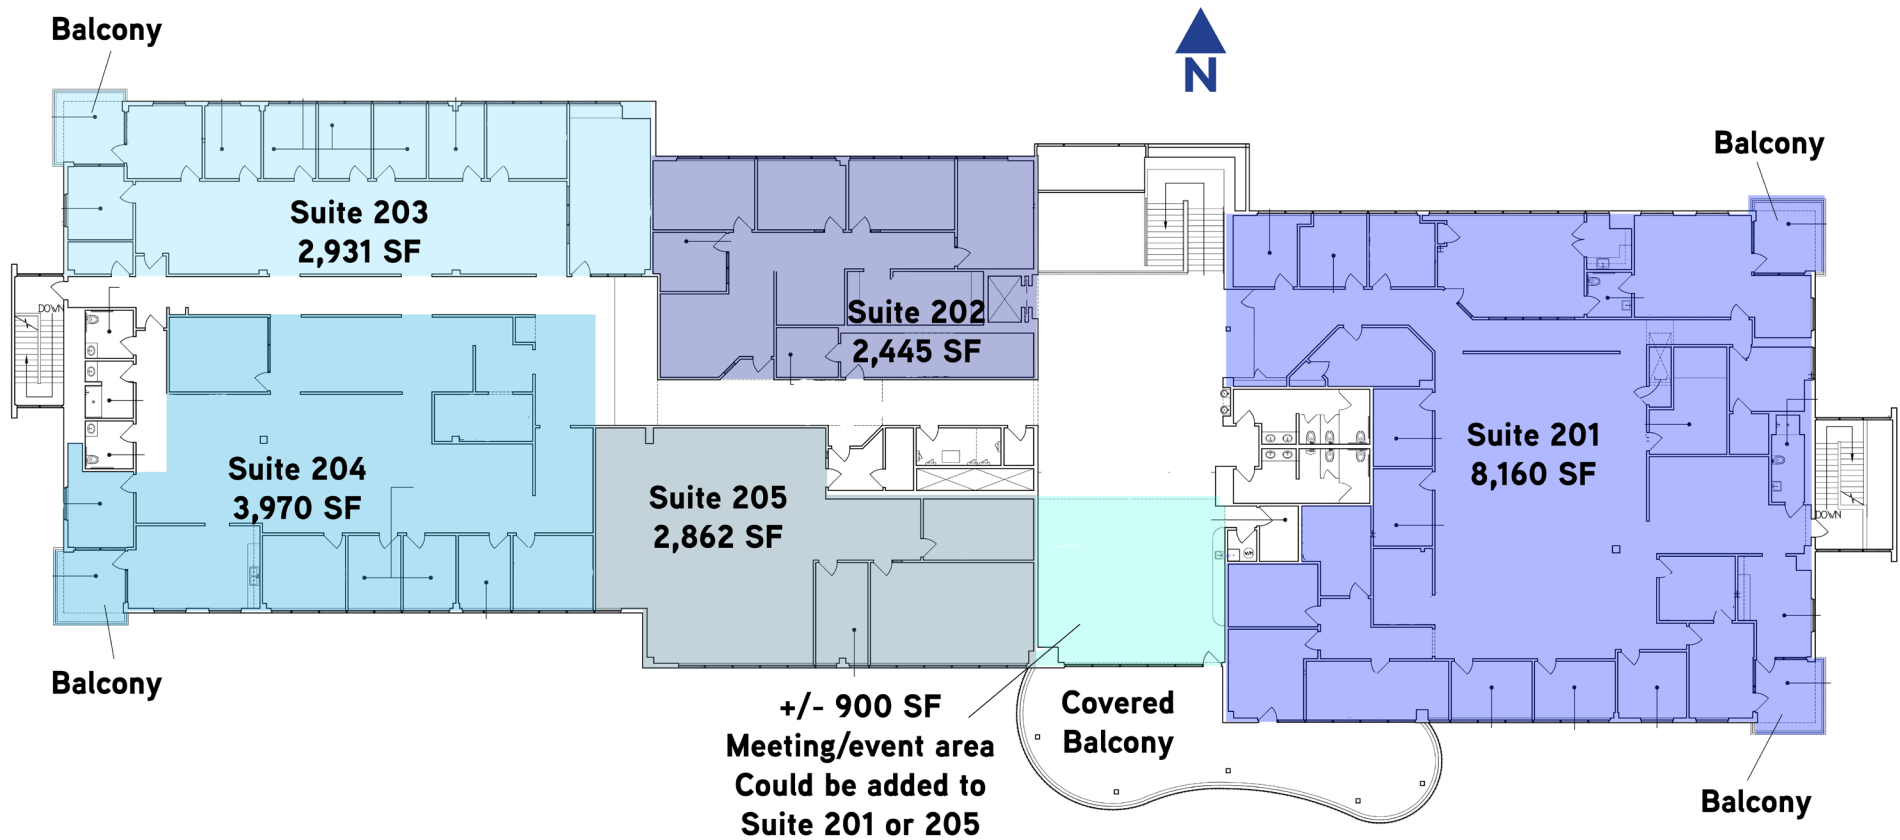 Balcony
N
Balcony
Suite 203
2,931 SF
DOWN
Suite 202
2,445 SF
Suite 204
3,970 SF
Suite 205
2,862 SF
Suite 201
8,160 SF
DOWN
Balcony
+/- 900 SF
Meeting/event area
Could be added to
Suite 201 or 205
Covered
Balcony
Balcony